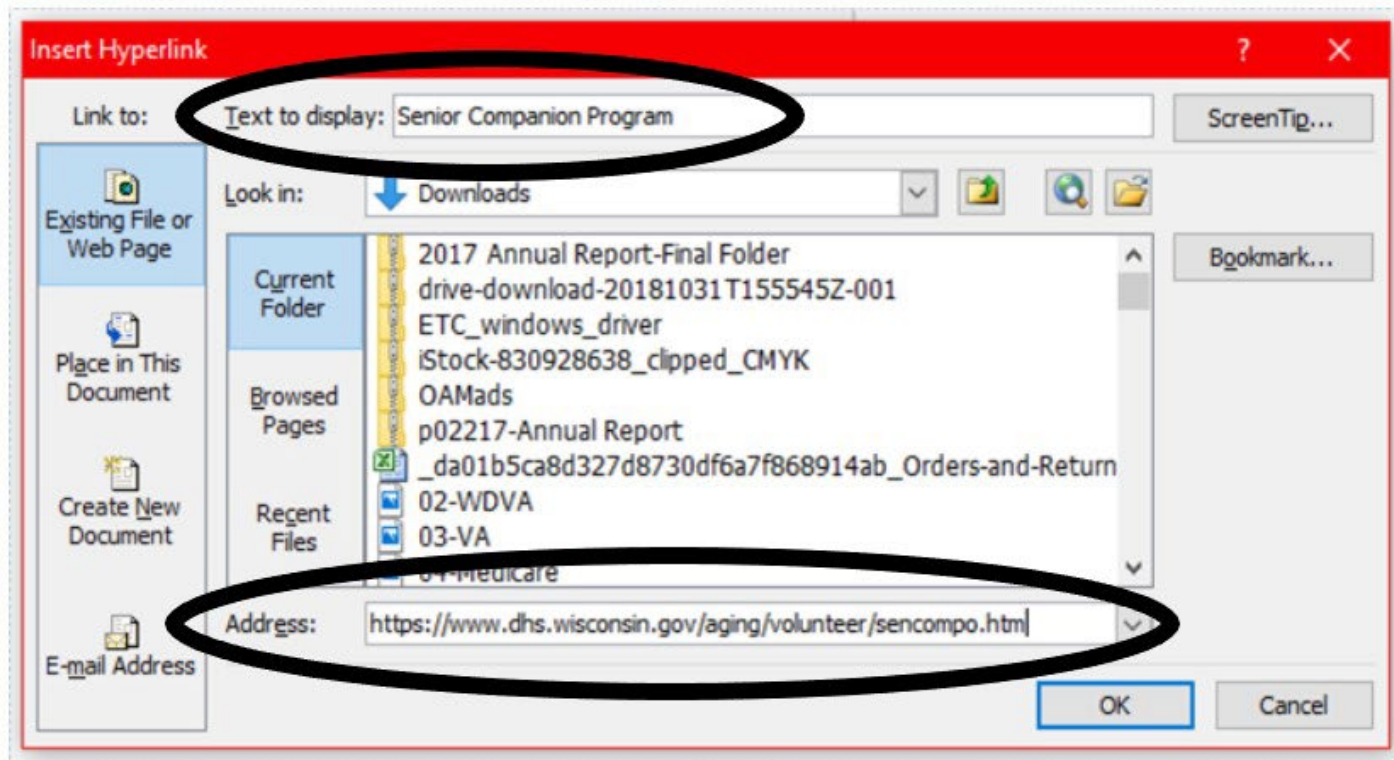 Insert Hyperlink
?
Link to:
Text to display: Senior Companion Program
ScreenTip...
Existing File or
Web Page
Look in:
Downloads
Current
Folder
2017 Annual Report-Final Folder
drive-download-20181031T155545Z-001
ETC_windows_driver
iStock-830928638_clipped_CMYK
OAMads
p02217-Annual Report
_da01b5ca8d327d8730df6a7f868914ab_Orders-and-Return
02-WDVA
03-VA
04-Medicare
Bookmark...
Place in This
Document
Browsed
Pages
Create New
Document
Recent
Files
Address: https://www.dhs.wisconsin.gov/aging/volunteer/sencompo.htm
E-mail Address
OK
Cancel